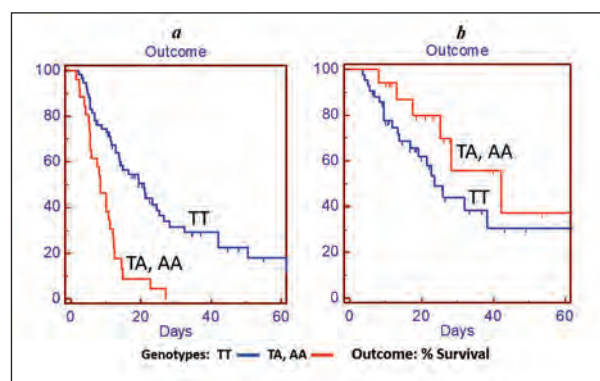 a
Outcome
100
80
60
40
20
0
TT
TA, AA
0 20 40 60
Days
b
Outcome
100
80
60
40
20
0
TA, AA
TT
0 20 40 60
Days
Genotypes: TT TA, AA Outcome: % Survival